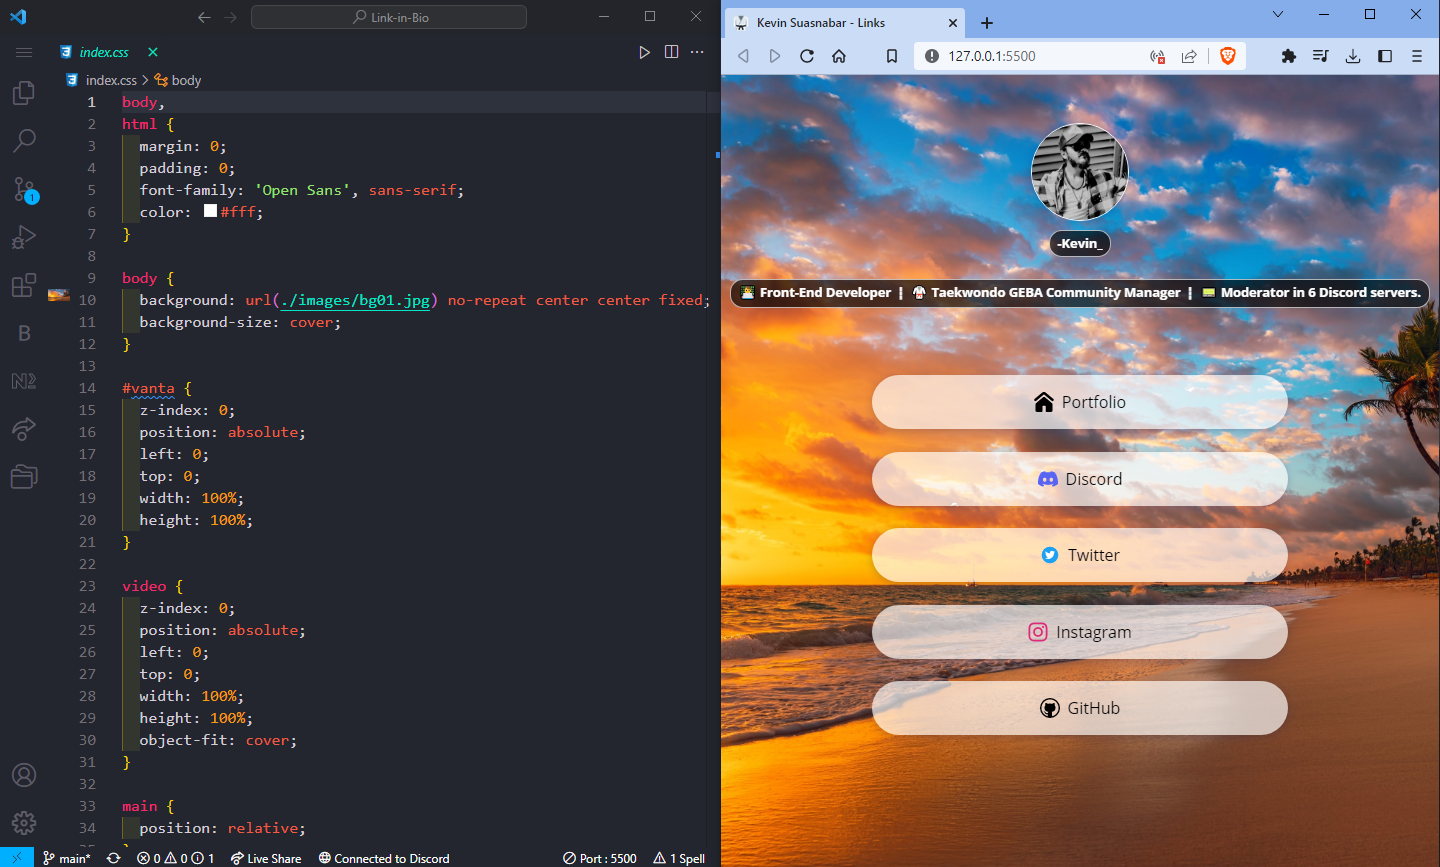 Link-in-Bio
index.css
index.css > body
1 body,
2 html {
3 margin: 0;
4 padding: 0;
5 font-family: 'Open Sans', sans-serif;
6 color: #fff;
7 }
8
9 body {
10 background: url(./images/bg01.jpg) no-repeat center center fixed;
11 background-size: cover;
12 }
13
14 #vanta {
15 z-index: 0;
16 position: absolute;
17 left: 0;
18 top: 0;
19 width: 100%;
20 height: 100%;
21 }
22
23 video {
24 z-index: 0;
25 position: absolute;
26 left: 0;
27 top: 0;
28 width: 100%;
29 height: 100%;
30 object-fit: cover;
31 }
32
33 main {
34 position: relative;
1
B
N
main* 0 0 1 Live Share Connected to Discord Port : 5500 1 Spell
Kevin Suasnabar - Links
127.0.0.1:5500
-Kevin_
Front-End Developer ┇ Taekwondo GEBA Community Manager ┇ Moderator in 6 Discord servers.
Portfolio
Discord
Twitter
Instagram
GitHub